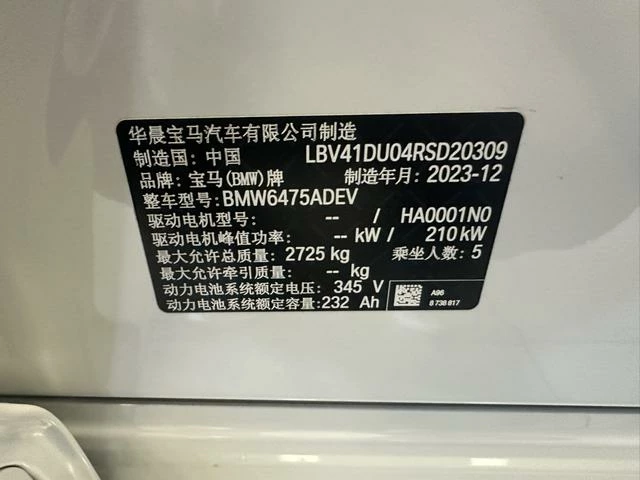 华晨宝马汽车有限公司制造
制造国：中国 LBV41DU04RSD20309
品牌：宝马(BMW)牌 制造年月：2023-12
整车型号：BMW6475ADEV
驱动电机型号： -- / HA0001N0
驱动电机峰值功率： -- kW / 210 kW
最大允许总质量：2725 kg 乘坐人数：5
最大允许牵引质量： -- kg
动力电池系统额定电压：345 V
动力电池系统额定容量：232 Ah
A96
8 738 817